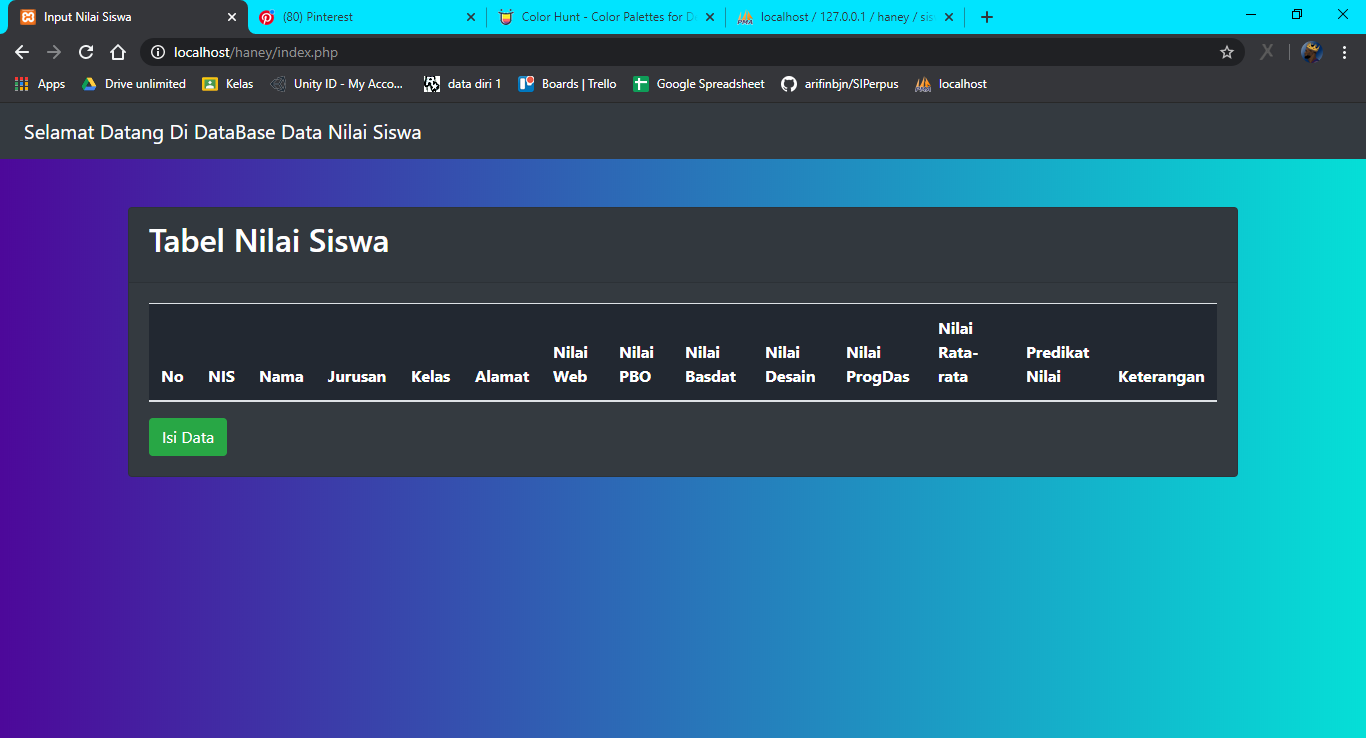 Input Nilai Siswa
(80) Pinterest
Color Hunt - Color Palettes for D
localhost / 127.0.0.1 / haney / sis
localhost/haney/index.php
Apps
Drive unlimited
Kelas
Unity ID - My Acco...
data diri 1
Boards | Trello
Google Spreadsheet
arifinbjn/SIPerpus
localhost
Selamat Datang Di DataBase Data Nilai Siswa
Tabel Nilai Siswa
No
NIS
Nama
Jurusan
Kelas
Alamat
Nilai
Web
Nilai
PBO
Nilai
Basdat
Nilai
Desain
Nilai
ProgDas
Nilai
Rata-
rata
Predikat
Nilai
Keterangan
Isi Data